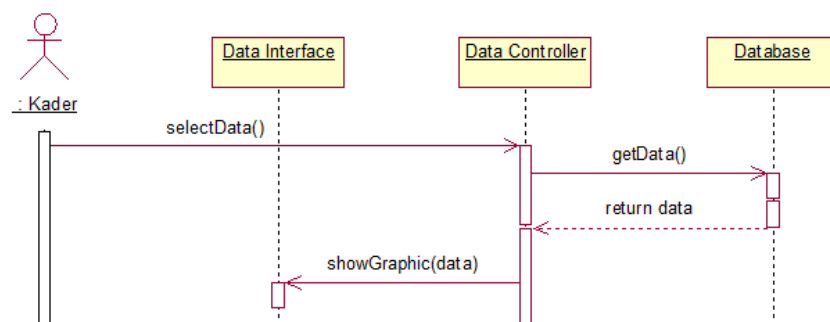 Data Interface
Data Controller
Database
: Kader
selectData()
getData()
return data
showGraphic(data)